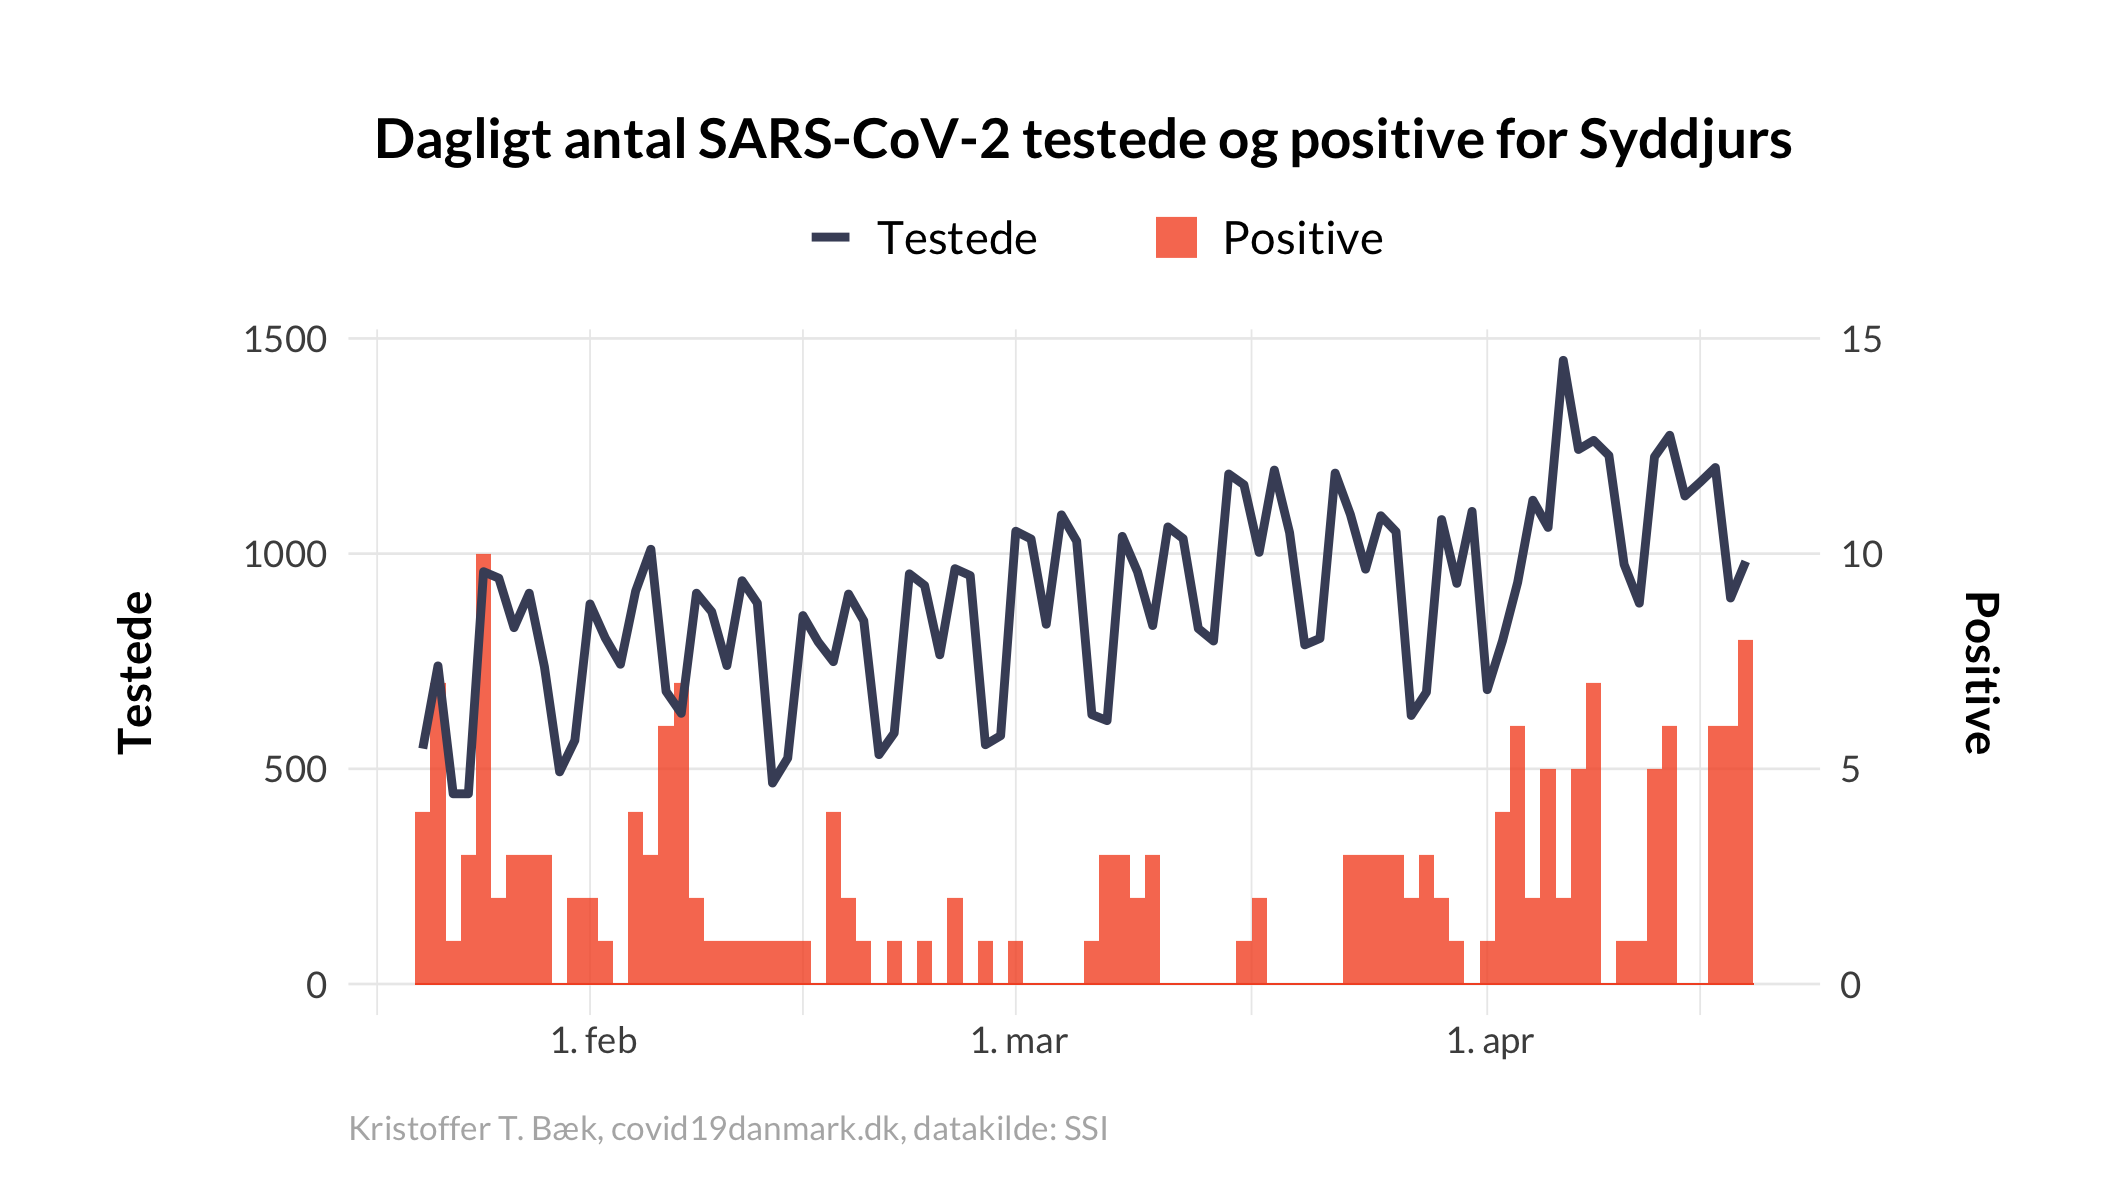 Dagligt antal SARS-CoV-2 testede og positive for Syddjurs
Testede Positive
1500 15
1000 10
500 5
0 0
Testede
Positive
1. feb 1. mar 1. apr
Kristoffer T. Bæk, covid19danmark.dk, datakilde: SSI